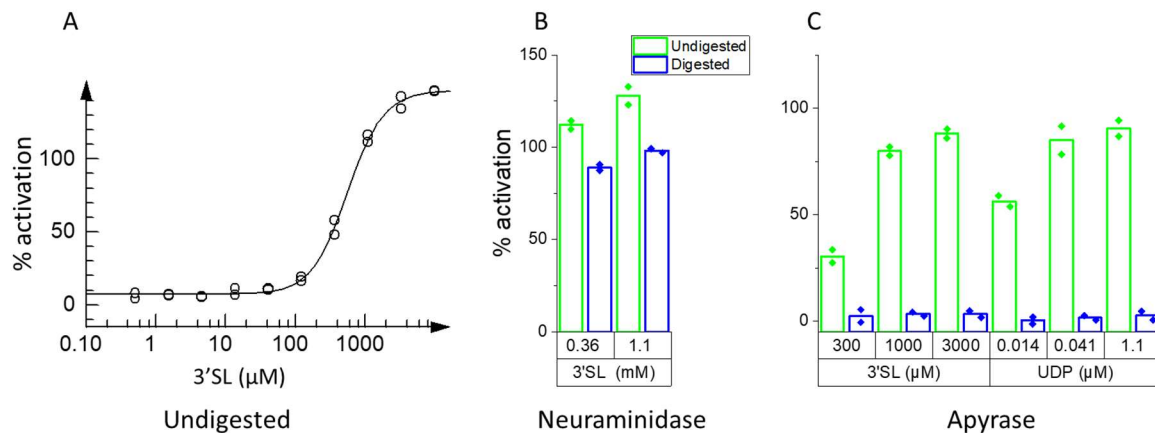 A
% activation
100
50
0
0.10 1 10 100 1000
3'SL (µM)
Undigested
B
Undigested
Digested
% activation
150
100
50
0
0.36 1.1
3'SL (mM)
Neuraminidase
C
100
50
0
300 1000 3000 0.014 0.041 1.1
3'SL (µM) UDP (µM)
Apyrase